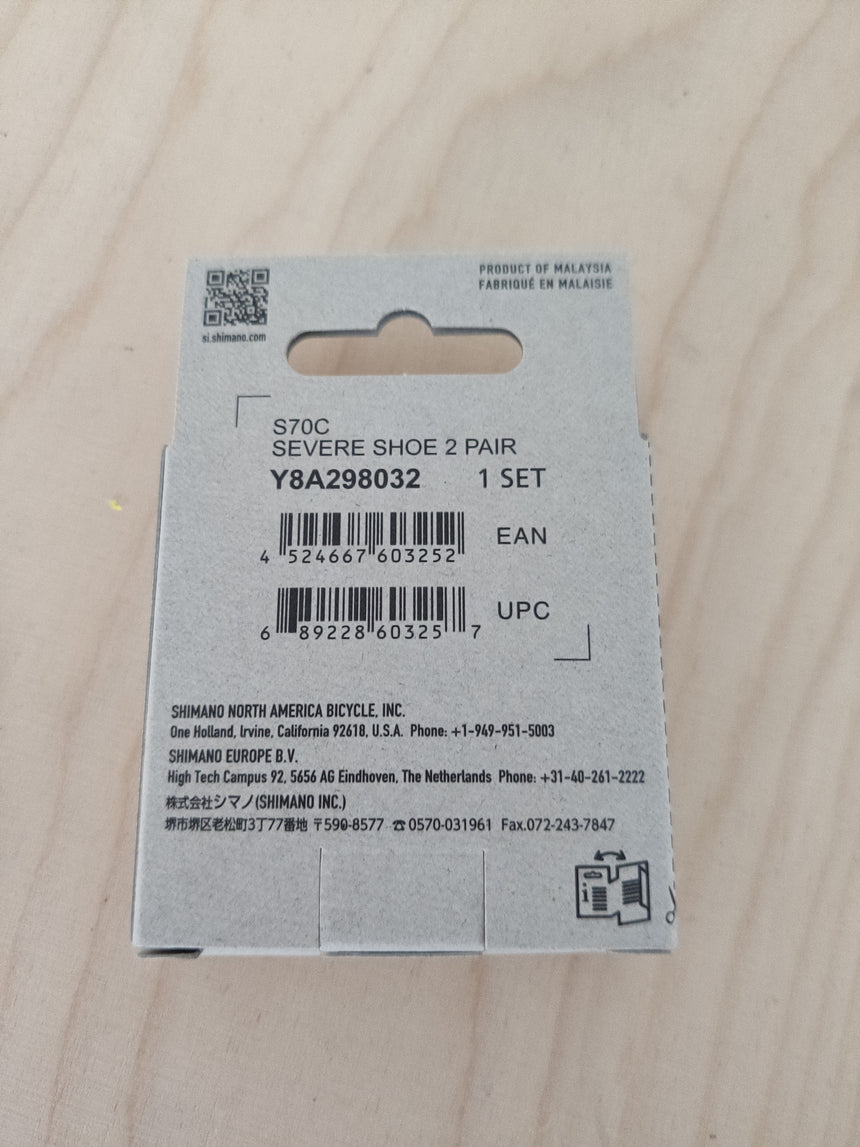 PRODUCT OF MALAYSIA
FABRIQUÉ EN MALAISIE
si.shimano.com
S70C
SEVERE SHOE 2 PAIR
Y8A298032 1 SET
4 524667 603252 EAN
6 89228 60325 7 UPC
SHIMANO NORTH AMERICA BICYCLE, INC.
One Holland, Irvine, California 92618, U.S.A. Phone: +1-949-951-5003
SHIMANO EUROPE B.V.
High Tech Campus 92, 5656 AG Eindhoven, The Netherlands Phone: +31-40-261-2222
株式会社シマノ(SHIMANO INC.)
堺市堺区老松町3丁77番地 〒590-8577 ☎0570-031961 Fax.072-243-7847
i